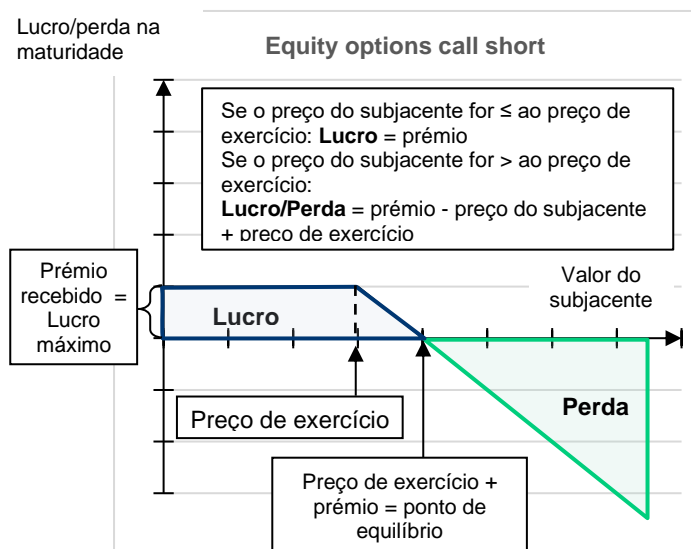 Lucro/perda na
maturidade
Equity options call short
Se o preço do subjacente for ≤ ao preço de
exercício: Lucro = prémio
Se o preço do subjacente for > ao preço de
exercício:
Lucro/Perda = prémio - preço do subjacente
+ preço de exercício
Prémio
recebido =
Lucro
máximo
Valor do
subjacente
Lucro
Preço de exercício
Perda
Preço de exercício +
prémio = ponto de
equilíbrio